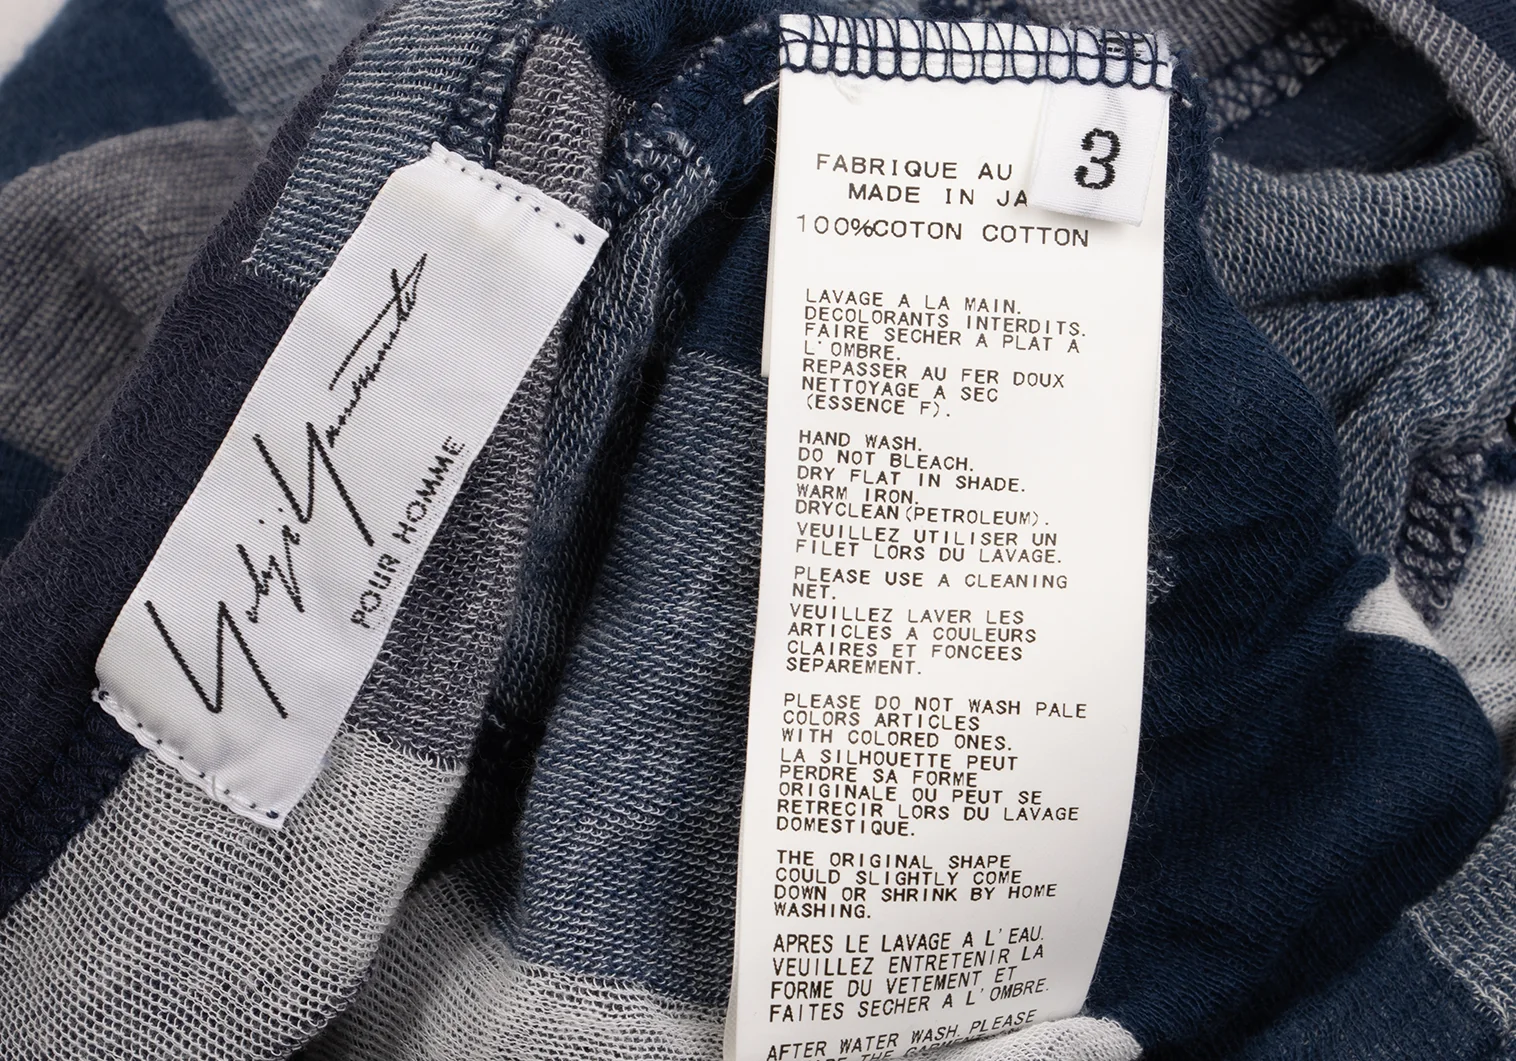 Yohji Yamamoto
POUR HOMME
3
FABRIQUE AU
MADE IN JA
100%COTON COTTON
LAVAGE A LA MAIN.
DECOLORANTS INTERDITS.
FAIRE SECHER A PLAT A
L'OMBRE.
REPASSER AU FER DOUX
NETTOYAGE A SEC
(ESSENCE F).
HAND WASH.
DO NOT BLEACH.
DRY FLAT IN SHADE.
WARM IRON.
DRYCLEAN(PETROLEUM).
VEUILLEZ UTILISER UN
FILET LORS DU LAVAGE.
PLEASE USE A CLEANING
NET.
VEUILLEZ LAVER LES
ARTICLES A COULEURS
CLAIRES ET FONCEES
SEPAREMENT.
PLEASE DO NOT WASH PALE
COLORS ARTICLES
WITH COLORED ONES.
LA SILHOUETTE PEUT
PERDRE SA FORME
ORIGINALE OU PEUT SE
RETRECIR LORS DU LAVAGE
DOMESTIQUE.
THE ORIGINAL SHAPE
COULD SLIGHTLY COME
DOWN OR SHRINK BY HOME
WASHING.
APRES LE LAVAGE A L'EAU.
VEUILLEZ ENTRETENIR LA
FORME DU VETEMENT ET
FAITES SECHER A L'OMBRE.
AFTER WATER WASH. PLEASE
THE